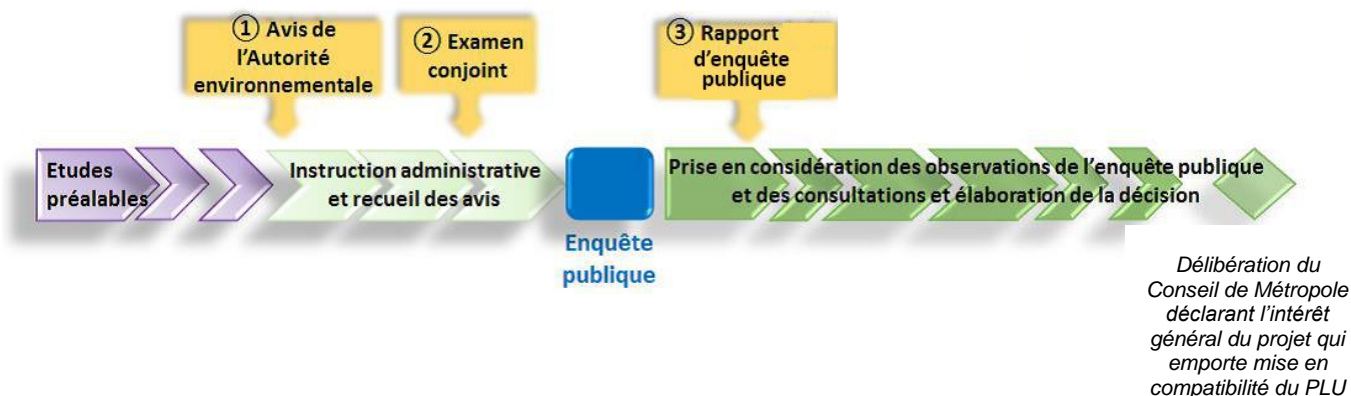 ① Avis de
l'Autorité
environnementale
② Examen
conjoint
③ Rapport
d'enquête
publique
Etudes
préalables
Instruction administrative
et recueil des avis
Enquête
publique
Prise en considération des observations de l'enquête publique
et des consultations et élaboration de la décision
Délibération du
Conseil de Métropole
déclarant l'intérêt
général du projet qui
emporte mise en
compatibilité du PLU